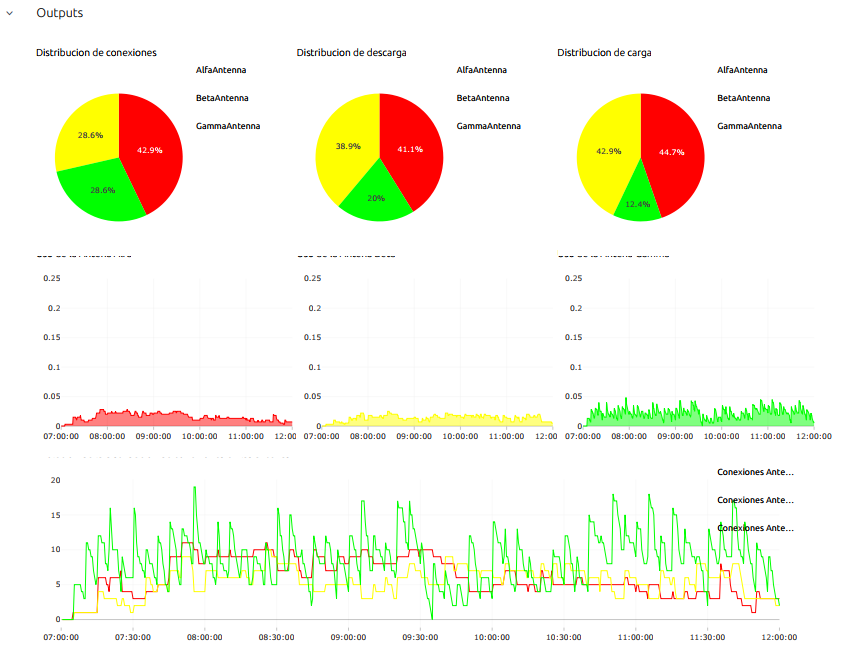 Outputs
Distribucion de conexiones
AlfaAntenna
BetaAntenna
GammaAntenna
28.6%
42.9%
28.6%
Distribucion de descarga
AlfaAntenna
BetaAntenna
GammaAntenna
38.9%
41.1%
20%
Distribucion de carga
AlfaAntenna
BetaAntenna
GammaAntenna
42.9%
44.7%
12.4%
0.25
0.2
0.15
0.1
0.05
0
07:00:00 08:00:00 09:00:00 10:00:00 11:00:00 12:00
0.25
0.2
0.15
0.1
0.05
0
07:00:00 08:00:00 09:00:00 10:00:00 11:00:00 12:00
0.25
0.2
0.15
0.1
0.05
0
07:00:00 08:00:00 09:00:00 10:00:00 11:00:00 12:00:00
Conexiones Ante...
Conexiones Ante...
Conexiones Ante...
20
15
10
5
0
07:00:00 07:30:00 08:00:00 08:30:00 09:00:00 09:30:00 10:00:00 10:30:00 11:00:00 11:30:00 12:00:00